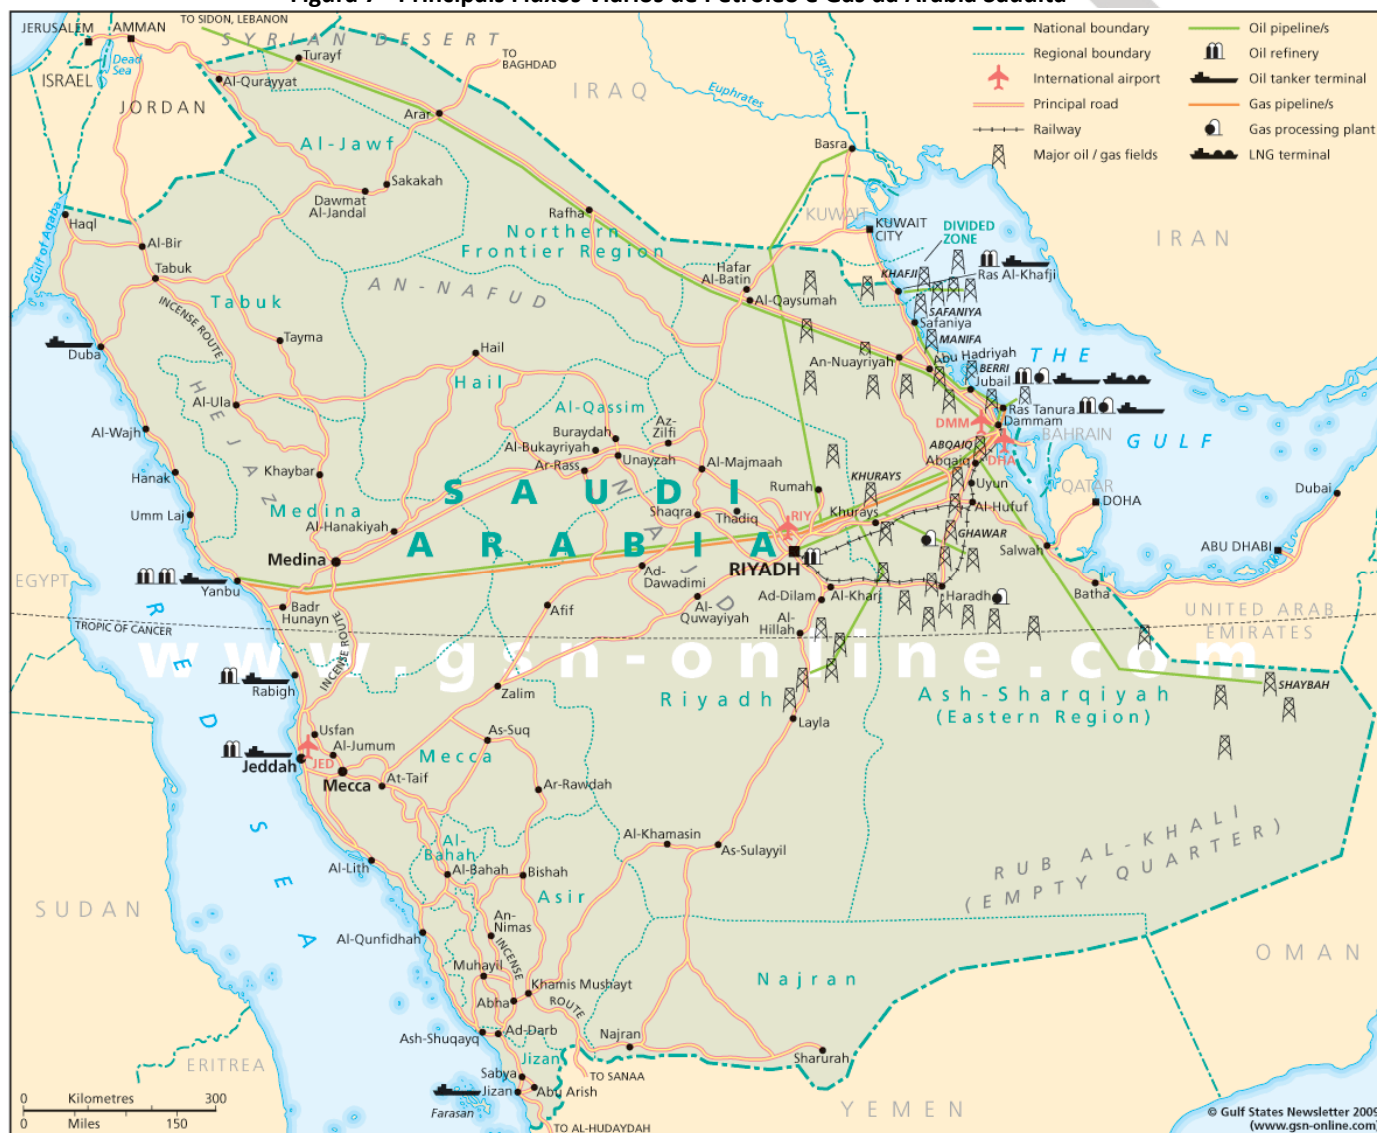 Figura 7 - Principais Fluxos Viários de Petróleo e Gás da Arábia Saudita
JERUSALEM
AMMAN
TO SIDON, LEBANON
SYRIAN DESERT
Turayf
TO
BAGHDAD
Dead
Sea
ISRAEL
Al-Qurayyat
JORDAN
IRAQ
Tigris
Euphrates
National boundary
Regional boundary
International airport
Principal road
Railway
Major oil / gas fields
Oil pipeline/s
Oil refinery
Oil tanker terminal
Gas pipeline/s
Gas processing plant
LNG terminal
Arar
Al-Jawf
Basra
Sakakah
Dawmat
Al-Jandal
Haql
Gulf of Aqaba
Rafha
Northern
Frontier Region
KUWAIT
KUWAIT
CITY
DIVIDED
ZONE
IRAN
Al-Bir
Tabuk
Tabuk
AN-NAFUD
Hafar
Al-Batin
Al-Qaysumah
KHAFJI
Ras Al-Khafji
INCENSE ROUTE
SAFANIYA
Safaniya
MANIFA
Duba
Tayma
Hail
Hail
An-Nuayriyah
Abu Hadriyah
BERRI
Jubail
THE
GULF
HEJAZ
Al-Ula
Al-Qassim
Ras Tanura
Dammam
DMM
BAHRAIN
Al-Wajh
Buraydah
Az-
Zilfi
Al-Bukayriyah
Unayzah
ABQAIQ
Abqaiq
DHA
Hanak
Khaybar
Ar-Rass
Al-Majmaah
KHURAYS
Uyun
QATAR
DOHA
Dubai
SAUDI
ARABIA
NAJD
Rumah
Umm Laj
Medina
Al-Hanakiyah
Shaqra
Thadiq
RIY
Khurays
Al-Hufuf
GHAWAR
Salwah
ABU DHABI
Medina
RIYADH
EGYPT
Yanbu
Ad-
Dawadimi
Ad-Dilam
Al-Kharj
Haradh
Batha
Badr
Hunayn
Afif
Al-
Quwayiyah
Al-
Hillah
UNITED ARAB
EMIRATES
TROPIC OF CANCER
INCENSE ROUTE
www.gsn-online.com
RED SEA
Rabigh
Zalim
Riyadh
Ash-Sharqiyah
(Eastern Region)
SHAYBAH
Layla
Usfan
Al-Jumum
As-Suq
Jeddah
JED
Mecca
Mecca
At-Taif
Ar-Rawdah
Al-Khamasin
As-Sulayyil
RUB AL-KHALI
(EMPTY QUARTER)
Al-
Bahah
Al-Lith
Al-Bahah
Bishah
Asir
SUDAN
An-
Nimas
Al-Qunfidhah
INCENSE
ROUTE
OMAN
Muhayil
Khamis Mushayt
Najran
Abha
Ash-Shuqayq
Ad-Darb
Najran
Sharurah
ERITREA
Jizan
Sabya
TO SANAA
Jizan
Abu Arish
Farasan
YEMEN
TO AL-HUDAYDAH
0 Kilometres 300
0 Miles 150
© Gulf States Newsletter 2009
(www.gsn-online.com)